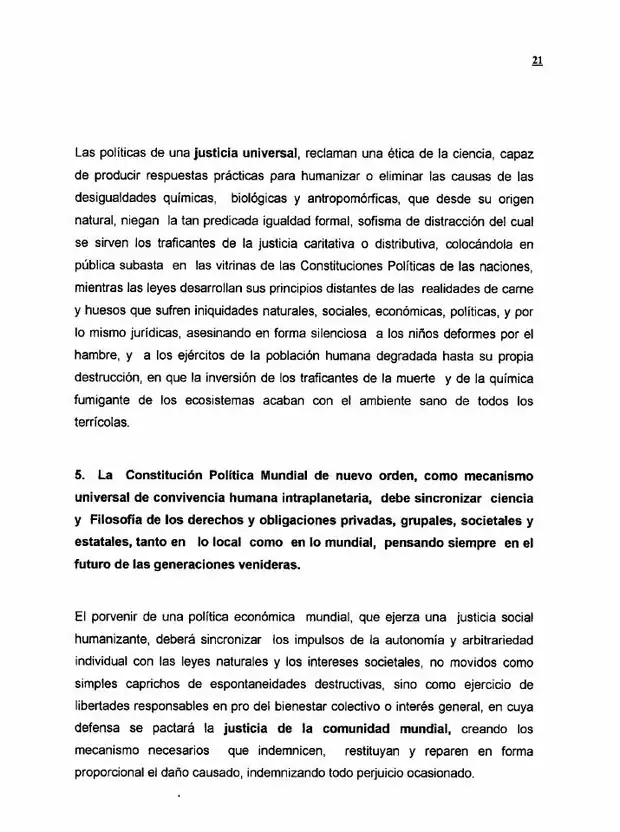 21
Las políticas de una justicia universal, reclaman una ética de la ciencia, capaz
de producir respuestas prácticas para humanizar o eliminar las causas de las
desigualdades químicas, biológicas y antropomórficas, que desde su origen
natural, niegan la tan predicada igualdad formal, sofisma de distracción del cual
se sirven los traficantes de la justicia caritativa o distributiva, colocándola en
pública subasta en las vitrinas de las Constituciones Políticas de las naciones,
mientras las leyes desarrollan sus principios distantes de las realidades de carne
y huesos que sufren iniquidades naturales, sociales, económicas, políticas, y por
lo mismo jurídicas, asesinando en forma silenciosa a los niños deformes por el
hambre, y a los ejércitos de la población humana degradada hasta su propia
destrucción, en que la inversión de los traficantes de la muerte y de la química
fumigante de los ecosistemas acaban con el ambiente sano de todos los
terrícolas.
5. La Constitución Política Mundial de nuevo orden, como mecanismo
universal de convivencia humana intraplanetaria, debe sincronizar ciencia
y Filosofía de los derechos y obligaciones privadas, grupales, societales y
estatales, tanto en lo local como en lo mundial, pensando siempre en el
futuro de las generaciones venideras.
El porvenir de una política económica mundial, que ejerza una justicia social
humanizante, deberá sincronizar los impulsos de la autonomía y arbitrariedad
individual con las leyes naturales y los intereses societales, no movidos como
simples caprichos de espontaneidades destructivas, sino como ejercicio de
libertades responsables en pro del bienestar colectivo o interés general, en cuya
defensa se pactará la justicia de la comunidad mundial, creando los
mecanismo necesarios que indemnicen, restituyan y reparen en forma
proporcional el daño causado, indemnizando todo perjuicio ocasionado.